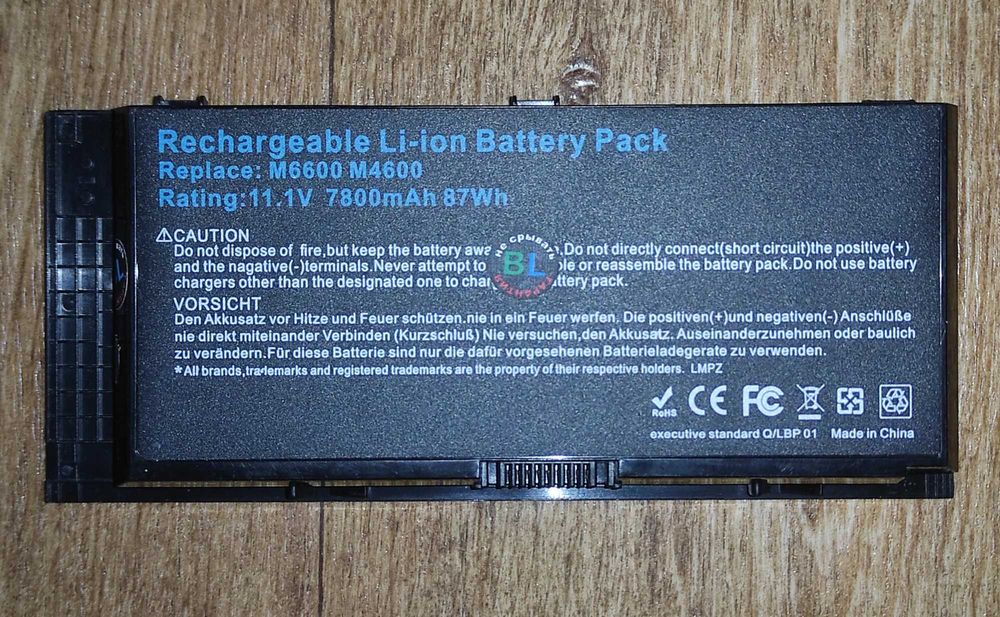 Rechargeable Li-ion Battery Pack
Replace: M6600 M4600
Rating:11.1V 7800mAh 87Wh
CAUTION
Do not dispose of fire,but keep the battery Do not directly connect(short circuit)the positive(+)
and the nagative(-)terminals.Never attempt to or reassemble the battery pack.Do not use battery
chargers other than the designated one to pack.
не срывать
BL
гарантия
VORSICHT
Den Akkusatz vor Hitze und Feuer schützen.nie in ein Feuer werfen. Die positiven(+)und negativen(-) Anschlüße
nie direkt miteinander Verbinden (Kurzschluß) Nie versuchen,den Akkusatz. Auseinanderzunehmen oder baulich
zu verändern.Für diese Batterie sind nur die dafür vorgesehenen Batterieladegerate zu verwenden.
*All brands,trademarks and registered trademarks are the property of their respective holders. LMPZ
RoHS CE FC
executive standard Q/LBP 01 Made in China